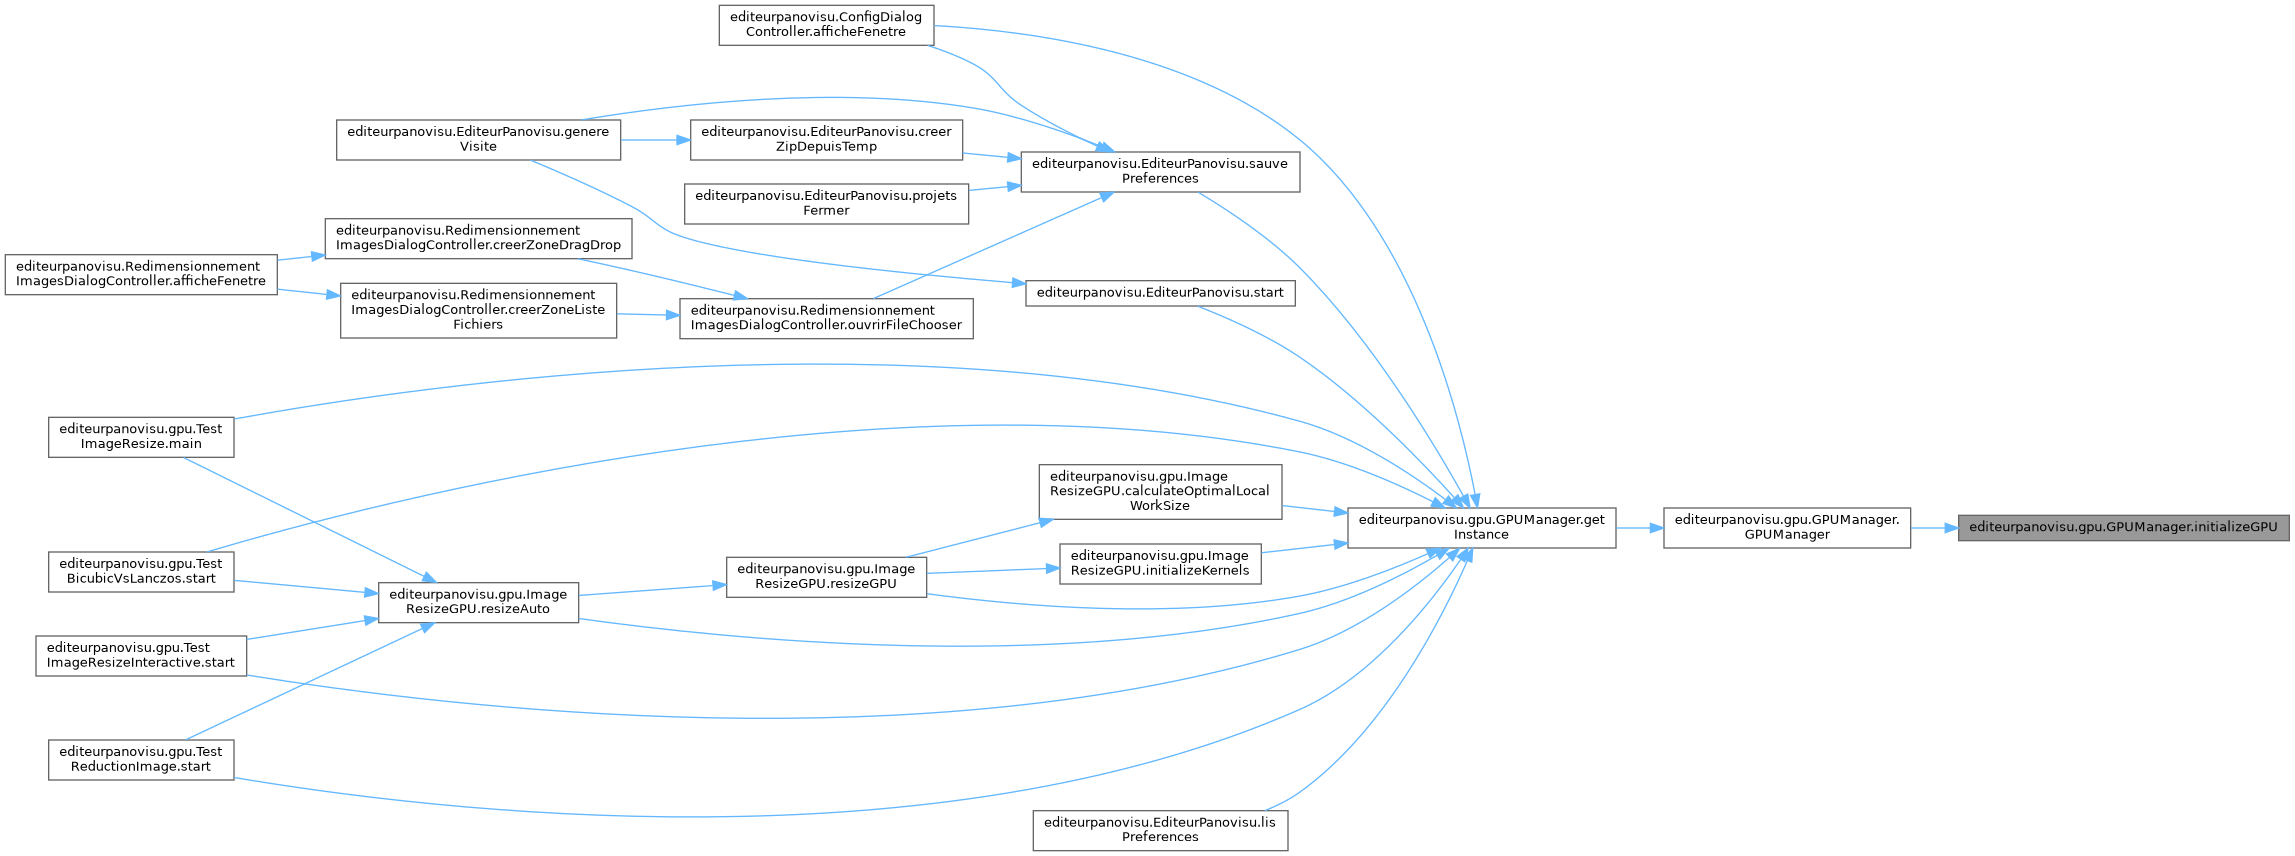 editeurpanovisu.ConfigDialog
Controller.afficheFenetre
editeurpanovisu.EditeurPanovisu.genere
Visite
editeurpanovisu.EditeurPanovisu.creer
ZipDepuisTemp
editeurpanovisu.EditeurPanovisu.sauve
Preferences
editeurpanovisu.EditeurPanovisu.projets
Fermer
editeurpanovisu.Redimensionnement
ImagesDialogController.creerZoneDragDrop
editeurpanovisu.Redimensionnement
ImagesDialogController.afficheFenetre
editeurpanovisu.Redimensionnement
ImagesDialogController.creerZoneListe
Fichiers
editeurpanovisu.Redimensionnement
ImagesDialogController.ouvrirFileChooser
editeurpanovisu.EditeurPanovisu.start
editeurpanovisu.gpu.Test
ImageResize.main
editeurpanovisu.gpu.Image
ResizeGPU.calculateOptimalLocal
WorkSize
editeurpanovisu.gpu.GPUManager.get
Instance
editeurpanovisu.gpu.GPUManager.
GPUManager
editeurpanovisu.gpu.GPUManager.initializeGPU
editeurpanovisu.gpu.Test
BicubicVsLanczos.start
editeurpanovisu.gpu.Image
ResizeGPU.resizeAuto
editeurpanovisu.gpu.Image
ResizeGPU.resizeGPU
editeurpanovisu.gpu.Image
ResizeGPU.initializeKernels
editeurpanovisu.gpu.Test
ImageResizeInteractive.start
editeurpanovisu.gpu.Test
ReductionImage.start
editeurpanovisu.EditeurPanovisu.lis
Preferences